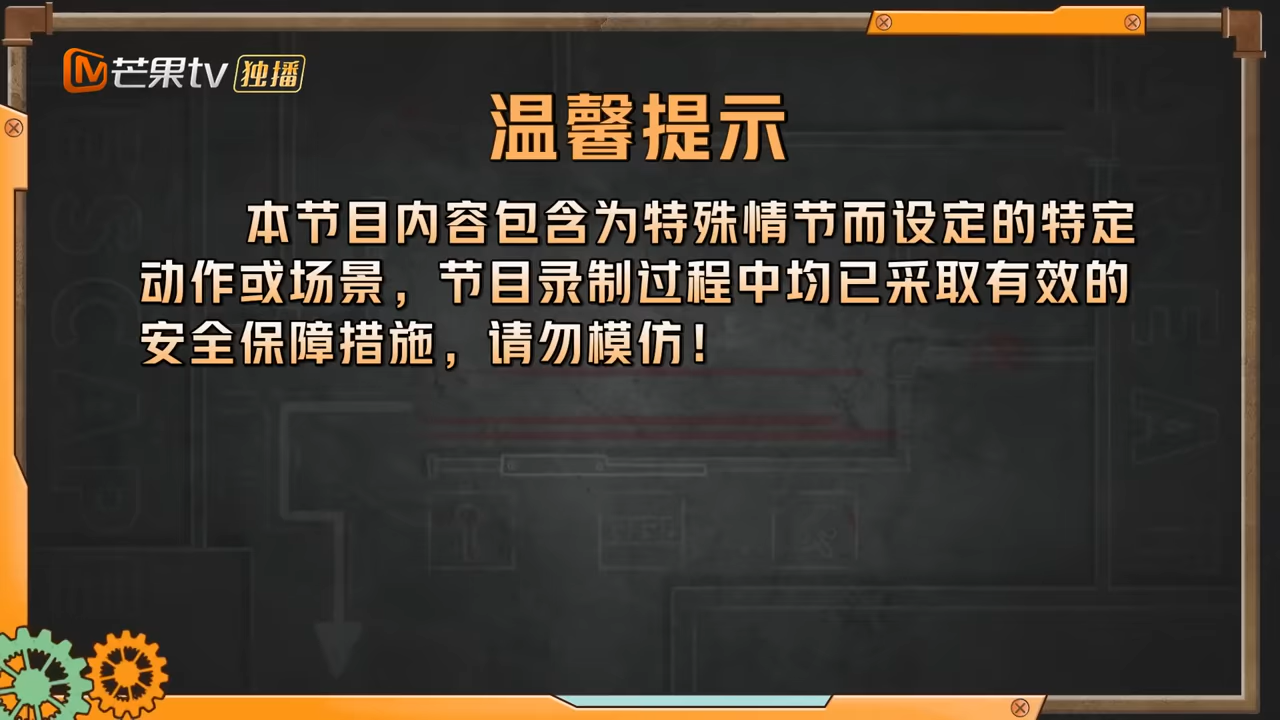 芒果tv 独播
温馨提示
本节目内容包含为特殊情节而设定的特定
动作或场景，节目录制过程中均已采取有效的
安全保障措施，请勿模仿！
ESCAPE